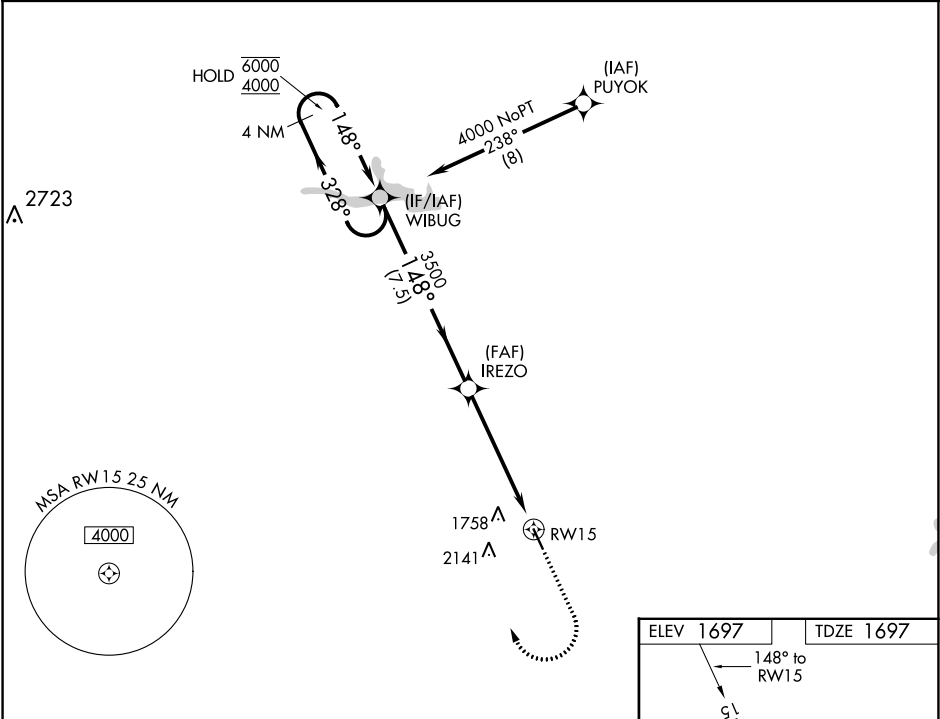 HOLD 6000
4000
4 NM
148°
328°
(IAF)
PUYOK
4000 NoPT
238°
(8)
2723
(IF/IAF)
WIBUG
3500
148°
(7.5)
(FAF)
IREZO
MSA RW15 25 NM
4000
1758
RW15
2141
ELEV 1697
TDZE 1697
148° to
RW15
15